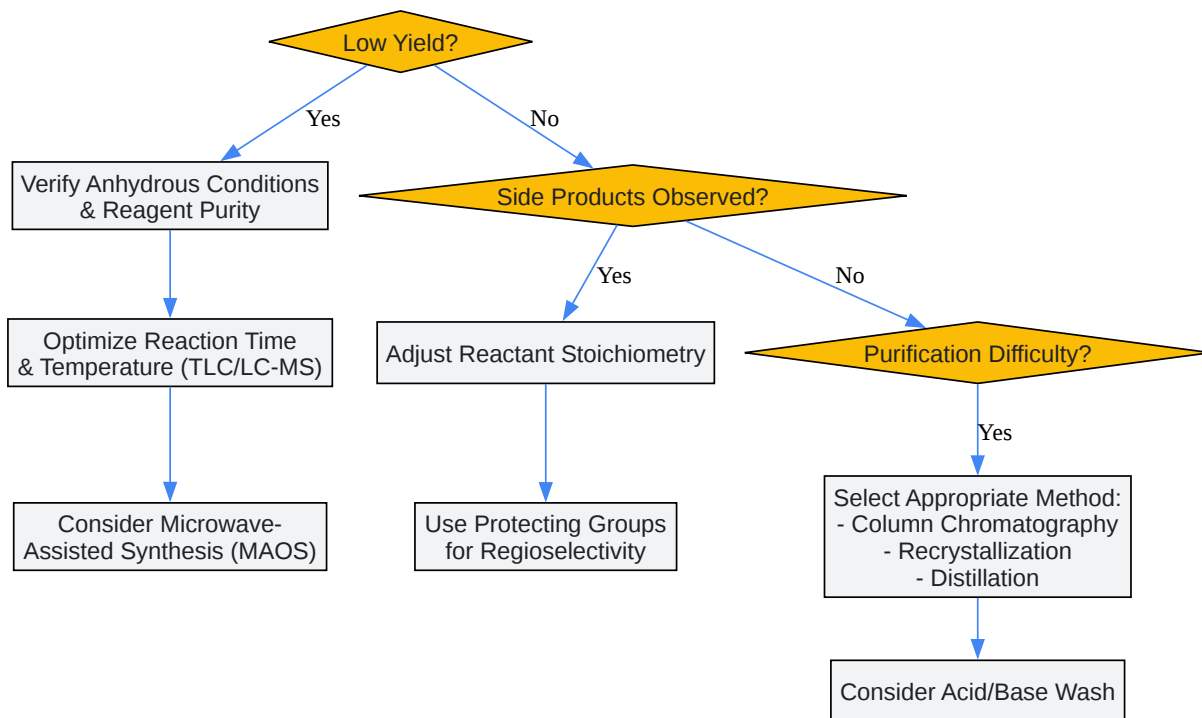 Low Yield?
Yes
No
Verify Anhydrous Conditions
& Reagent Purity
Side Products Observed?
Yes
No
Optimize Reaction Time
& Temperature (TLC/LC-MS)
Adjust Reactant Stoichiometry
Purification Difficulty?
Yes
Consider Microwave-
Assisted Synthesis (MAOS)
Use Protecting Groups
for Regioselectivity
Select Appropriate Method:
- Column Chromatography
- Recrystallization
- Distillation
Consider Acid/Base Wash